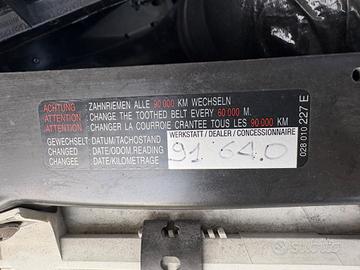 ACHTUNG : ZAHNRIEMEN ALLE 90 000 KM WECHSELN
ATTENTION : CHANGE THE TOOTHED BELT EVERY 60.000 M.
ATTENTION : CHANGER LA COURROIE CRANTEE TOUS LES 90 000 KM
WERKSTATT / DEALER / CONCESSIONNAIRE
GEWECHSELT : DATUM/TACHOSTAND
CHANGED : DATE/ODOM READING
CHANGEE : DATE/KILOMETRAGE
91 640
028 010 227 E
subito